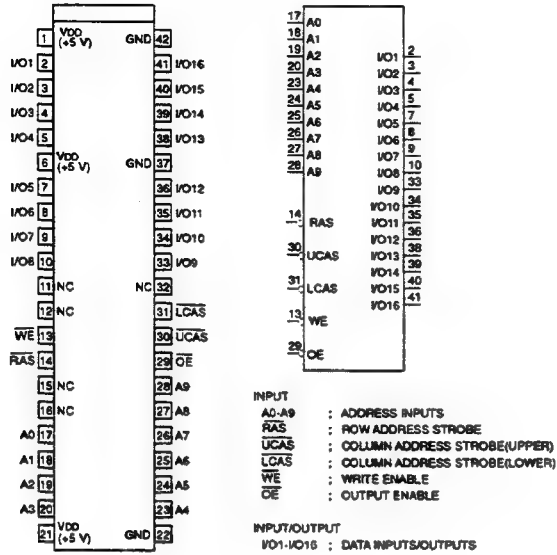 1 VDD (+5 V) GND 42
I/O1 2 41 I/O16
I/O2 3 40 I/O15
I/O3 4 39 I/O14
I/O4 5 38 I/O13
6 VDD (+5 V) GND 37
I/O5 7 36 I/O12
I/O6 8 35 I/O11
I/O7 9 34 I/O10
I/O8 10 33 I/O9
11 NC NC 32
12 NC 31 LCAS
WE 13 30 UCAS
RAS 14 29 OE
15 NC 28 A9
16 NC 27 A8
A0 17 26 A7
A1 18 25 A6
A2 19 24 A5
A3 20 23 A4
21 VDD (+5 V) GND 22
17 A0
18 A1
19 A2
20 A3
23 A4
24 A5
25 A6
26 A7
27 A8
28 A9
14 RAS
30 UCAS
31 LCAS
13 WE
29 OE
I/O1 2
I/O2 3
I/O3 4
I/O4 5
I/O5 7
I/O6 8
I/O7 9
I/O8 10
I/O9 33
I/O10 34
I/O11 35
I/O12 36
I/O13 38
I/O14 39
I/O15 40
I/O16 41
INPUT
A0-A9 ; ADDRESS INPUTS
RAS ; ROW ADDRESS STROBE
UCAS ; COLUMN ADDRESS STROBE(UPPER)
LCAS ; COLUMN ADDRESS STROBE(LOWER)
WE ; WRITE ENABLE
OE ; OUTPUT ENABLE
INPUT/OUTPUT
I/O1-I/O16 ; DATA INPUTS/OUTPUTS